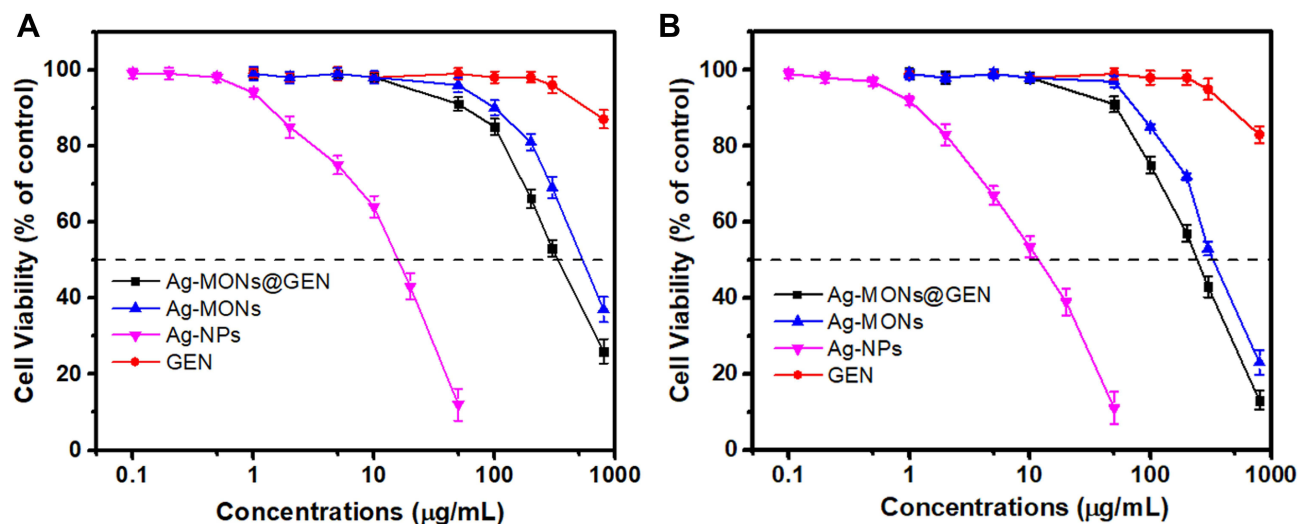 A
Cell Viability (% of control)
100
80
60
40
20
0
Ag-MONs@GEN
Ag-MONs
Ag-NPs
GEN
0.1 1 10 100 1000
Concentrations (µg/mL)
B
Cell Viability (% of control)
100
80
60
40
20
0
Ag-MONs@GEN
Ag-MONs
Ag-NPs
GEN
0.1 1 10 100 1000
Concentrations (µg/mL)